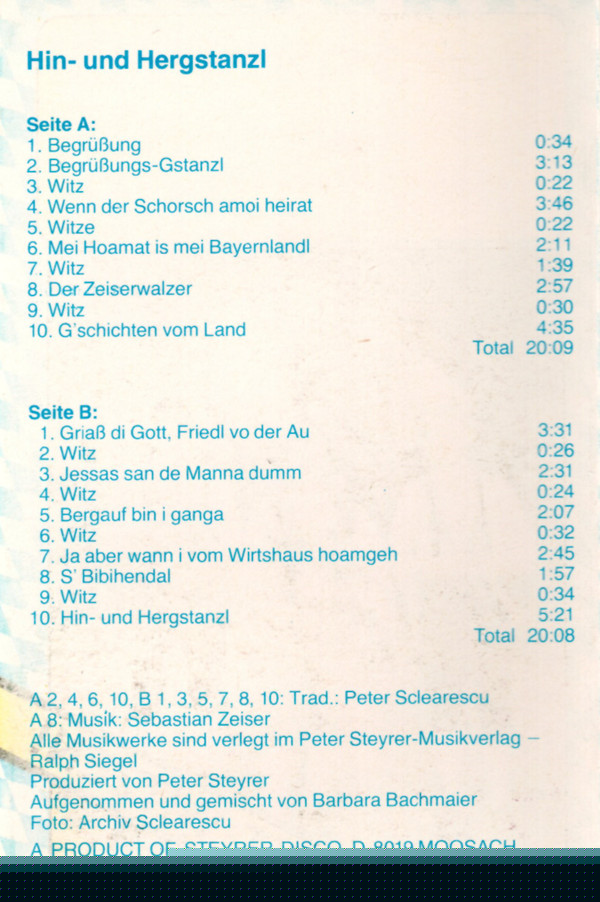 Hin- und Hergstanzl
Seite A:
1. Begrüßung 0:34
2. Begrüßungs-Gstanzl 3:13
3. Witz 0:22
4. Wenn der Schorsch amoi heirat 3:46
5. Witze 0:22
6. Mei Hoamat is mei Bayernlandl 2:11
7. Witz 1:39
8. Der Zeiserwalzer 2:57
9. Witz 0:30
10. G'schichten vom Land 4:35
Total 20:09
Seite B:
1. Griaß di Gott, Friedl vo der Au 3:31
2. Witz 0:26
3. Jessas san de Manna dumm 2:31
4. Witz 0:24
5. Bergauf bin i ganga 2:07
6. Witz 0:32
7. Ja aber wann i vom Wirtshaus hoamgeh 2:45
8. S' Bibihendal 1:57
9. Witz 0:34
10. Hin- und Hergstanzl 5:21
Total 20:08
A 2, 4, 6, 10, B 1, 3, 5, 7, 8, 10: Trad.: Peter Sclearescu
A 8: Musik: Sebastian Zeiser
Alle Musikwerke sind verlegt im Peter Steyrer-Musikverlag –
Ralph Siegel
Produziert von Peter Steyrer
Aufgenommen und gemischt von Barbara Bachmaier
Foto: Archiv Sclearescu
A PRODUCT OF STEYRER DISCO, D-8019 MOOSACH